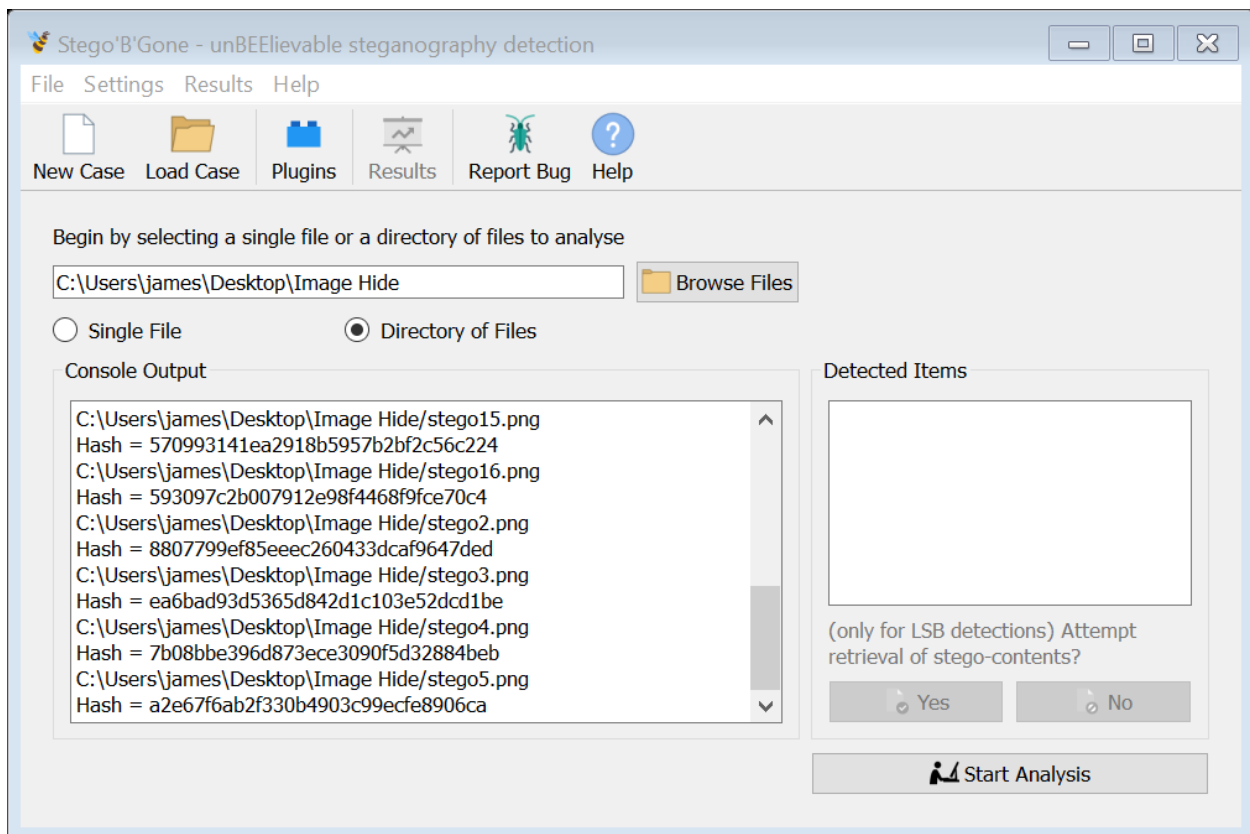 Stego'B'Gone - unBEElievable steganography detection
File Settings Results Help
New Case Load Case Plugins Results Report Bug Help
Begin by selecting a single file or a directory of files to analyse
C:\Users\james\Desktop\Image Hide Browse Files
Single File Directory of Files
Console Output
C:\Users\james\Desktop\Image Hide/stego15.png
Hash = 570993141ea2918b5957b2bf2c56c224
C:\Users\james\Desktop\Image Hide/stego16.png
Hash = 593097c2b007912e98f4468f9fce70c4
C:\Users\james\Desktop\Image Hide/stego2.png
Hash = 8807799ef85eeec260433dcaf9647ded
C:\Users\james\Desktop\Image Hide/stego3.png
Hash = ea6bad93d5365d842d1c103e52dcd1be
C:\Users\james\Desktop\Image Hide/stego4.png
Hash = 7b08bbe396d873ece3090f5d32884beb
C:\Users\james\Desktop\Image Hide/stego5.png
Hash = a2e67f6ab2f330b4903c99ecfe8906ca
Detected Items
(only for LSB detections) Attempt
retrieval of stego-contents?
Yes No
Start Analysis